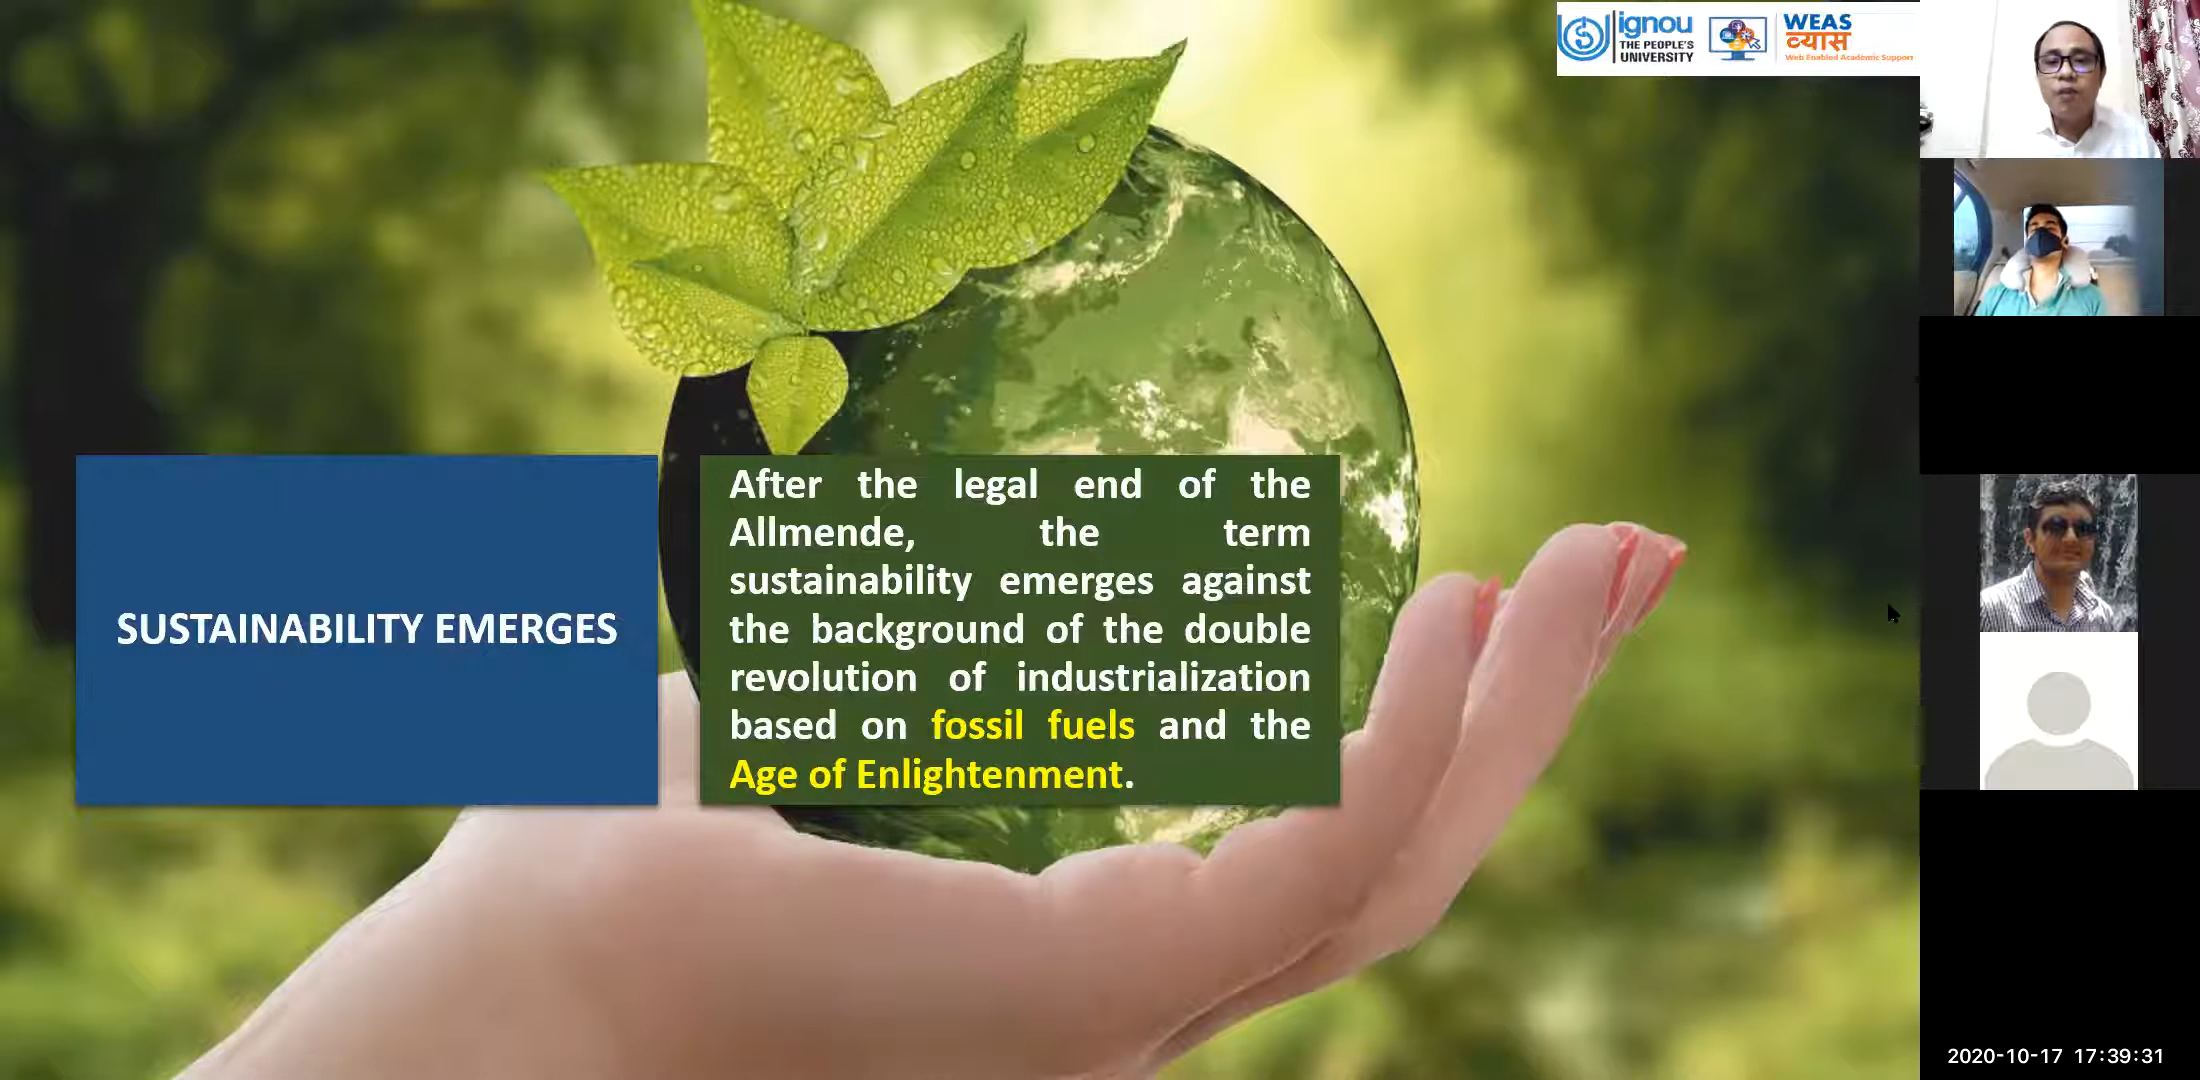 ignou
THE PEOPLE'S
UNIVERSITY
WEAS
व्यास
Web Enabled Academic Support
SUSTAINABILITY EMERGES
After the legal end of the
Allmende, the term
sustainability emerges against
the background of the double
revolution of industrialization
based on fossil fuels and the
Age of Enlightenment.
2020-10-17 17:39:31